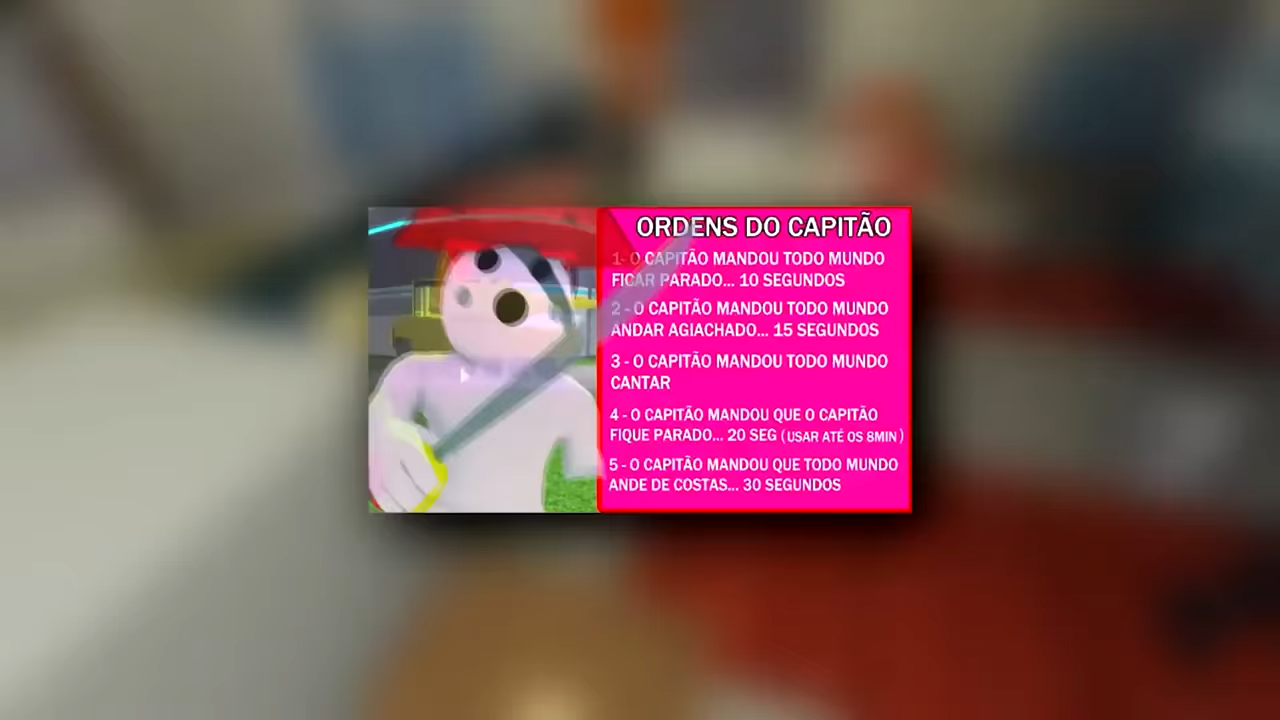 ORDENS DO CAPITÃO
1- O CAPITÃO MANDOU TODO MUNDO
FICAR PARADO... 10 SEGUNDOS
2 - O CAPITÃO MANDOU TODO MUNDO
ANDAR AGIACHADO... 15 SEGUNDOS
3 - O CAPITÃO MANDOU TODO MUNDO
CANTAR
4 - O CAPITÃO MANDOU QUE O CAPITÃO
FIQUE PARADO... 20 SEG (USAR ATÉ OS 8MIN)
5 - O CAPITÃO MANDOU QUE TODO MUNDO
ANDE DE COSTAS... 30 SEGUNDOS